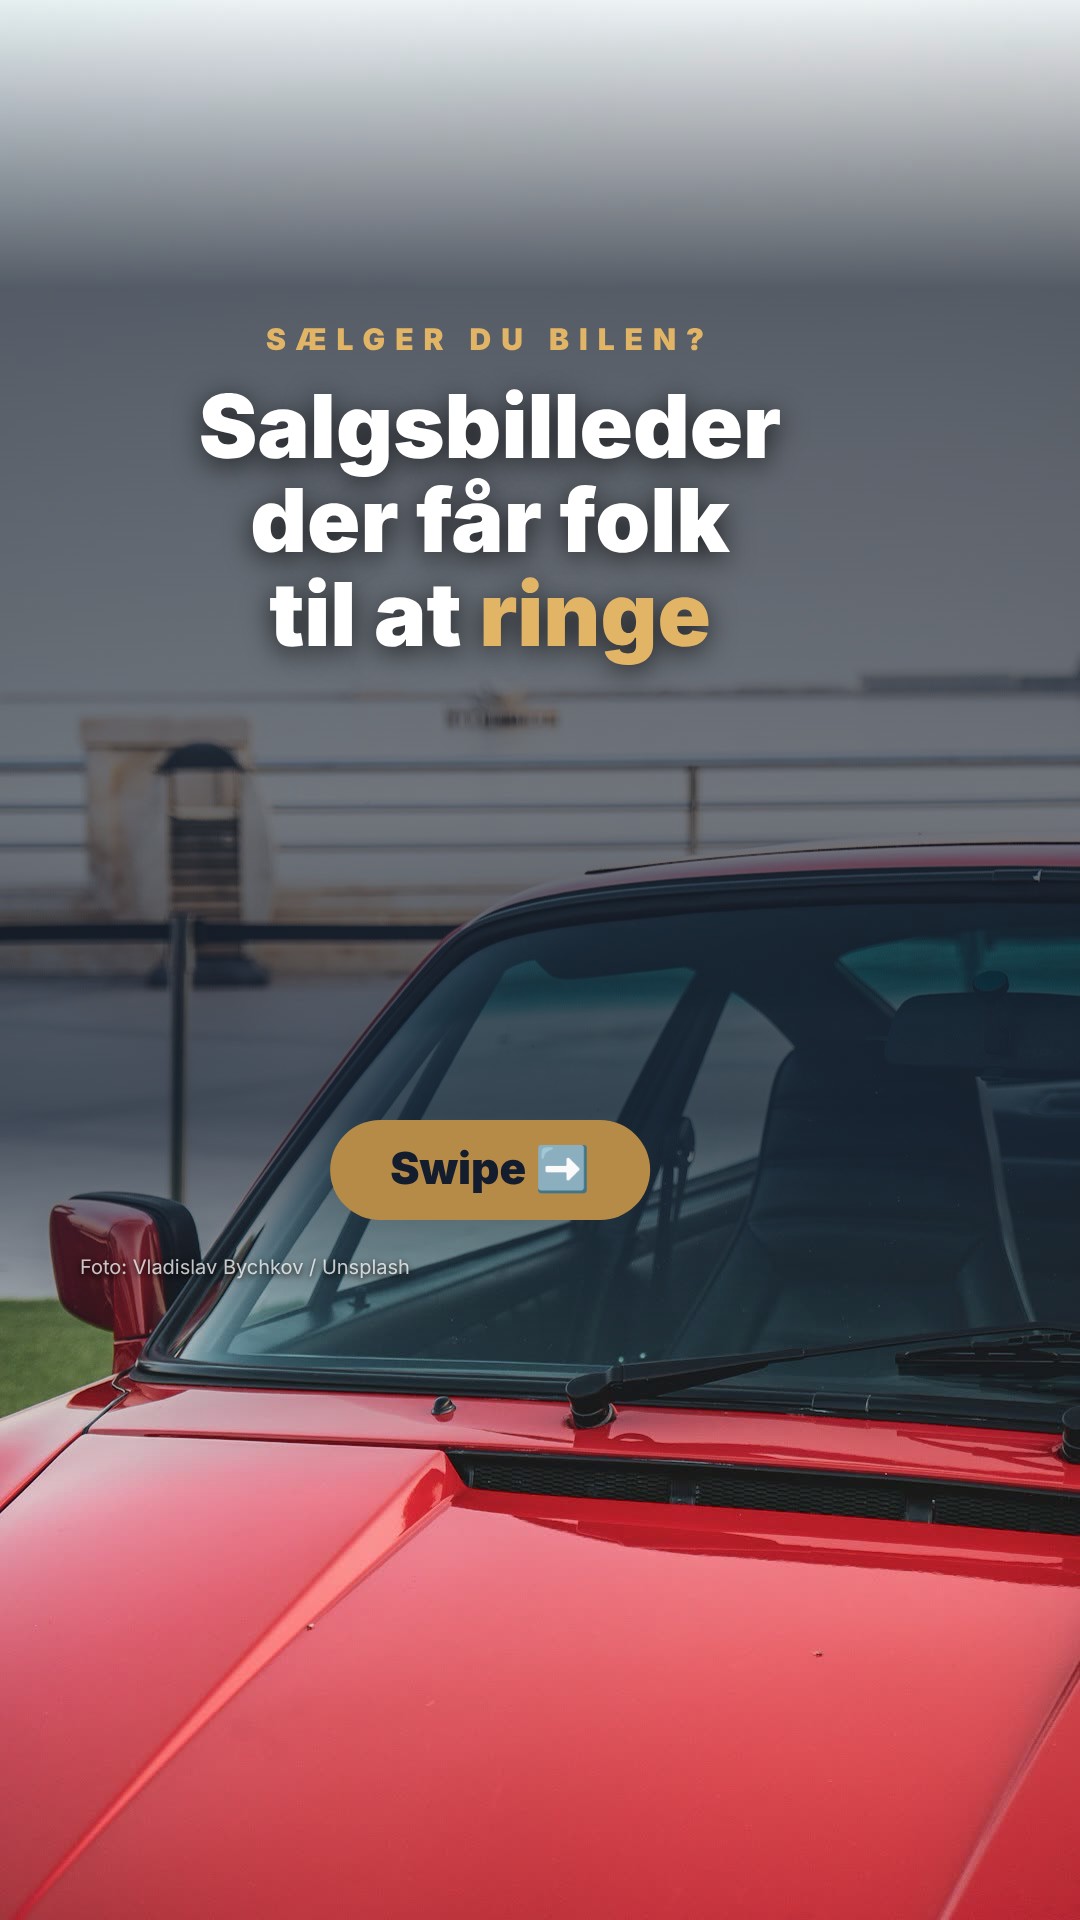 SÆLGER DU BILEN?
Salgsbilleder
der får folk
til at ringe
Swipe ➡️
Foto: Vladislav Bychkov / Unsplash